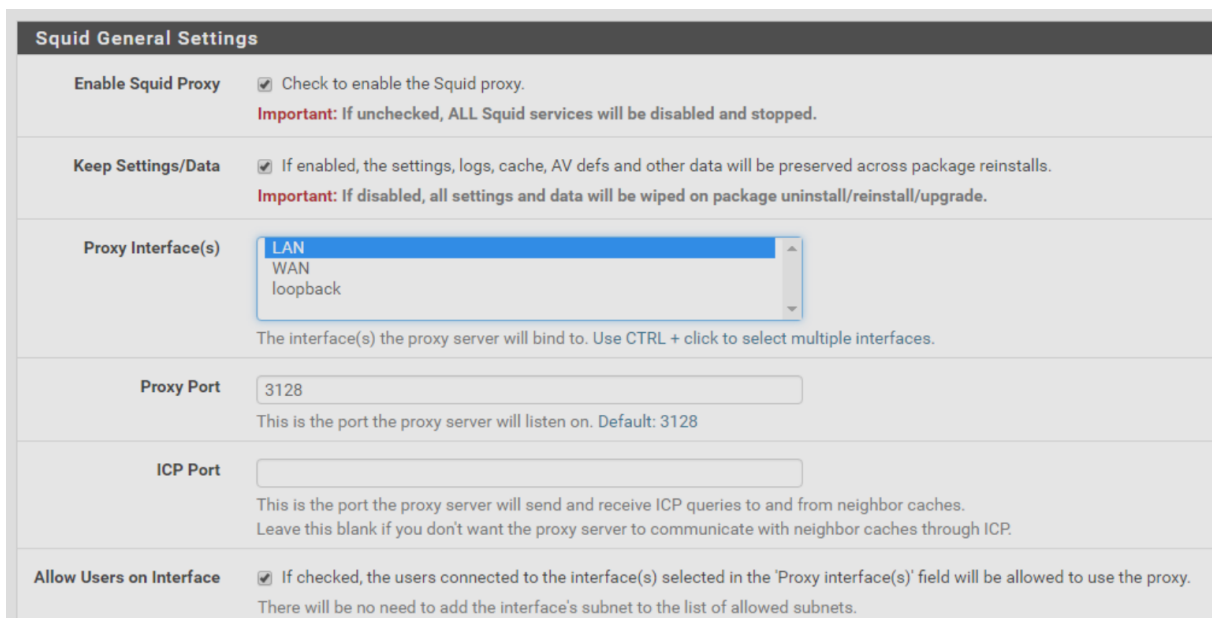 Squid General Settings
Enable Squid Proxy
Check to enable the Squid proxy.
Important: If unchecked, ALL Squid services will be disabled and stopped.
Keep Settings/Data
If enabled, the settings, logs, cache, AV defs and other data will be preserved across package reinstalls.
Important: If disabled, all settings and data will be wiped on package uninstall/reinstall/upgrade.
Proxy Interface(s)
LAN
WAN
loopback
The interface(s) the proxy server will bind to. Use CTRL + click to select multiple interfaces.
Proxy Port
3128
This is the port the proxy server will listen on. Default: 3128
ICP Port
This is the port the proxy server will send and receive ICP queries to and from neighbor caches.
Leave this blank if you don't want the proxy server to communicate with neighbor caches through ICP.
Allow Users on Interface
If checked, the users connected to the interface(s) selected in the 'Proxy interface(s)' field will be allowed to use the proxy.
There will be no need to add the interface's subnet to the list of allowed subnets.